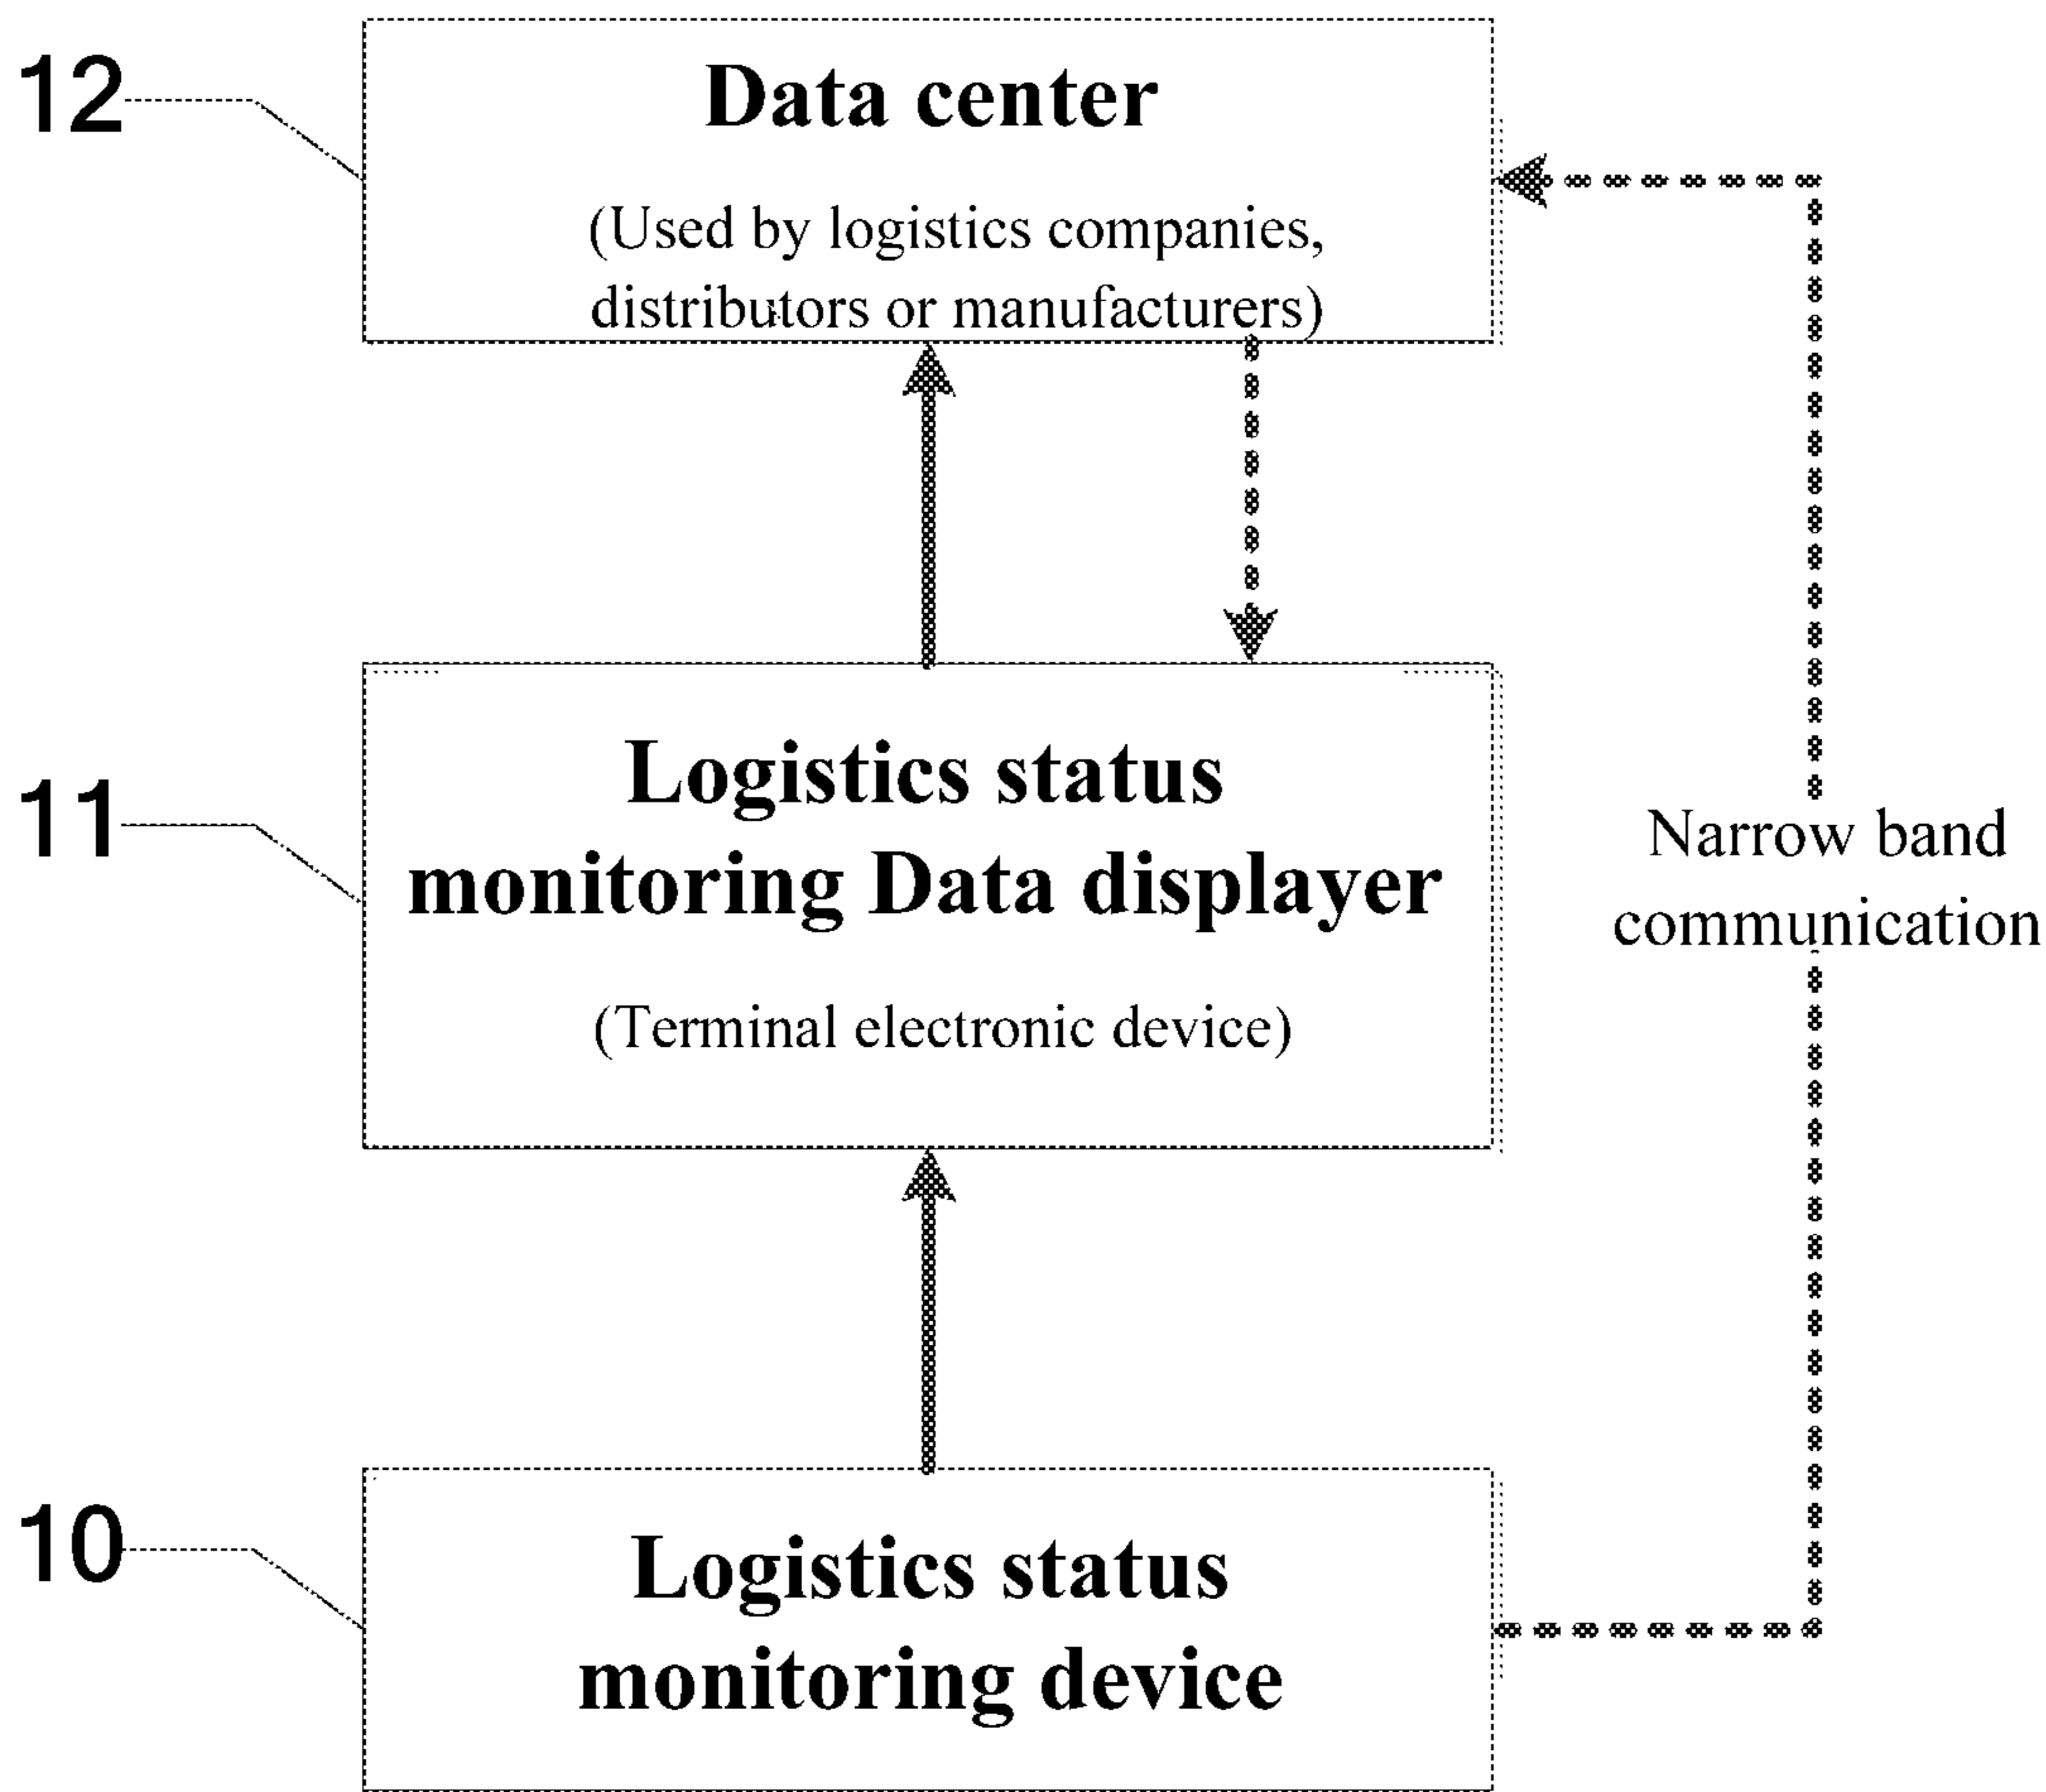 12
Data center
(Used by logistics companies,
distributors or manufacturers)
11
Logistics status
monitoring Data displayer
(Terminal electronic device)
Narrow band
communication
10
Logistics status
monitoring device